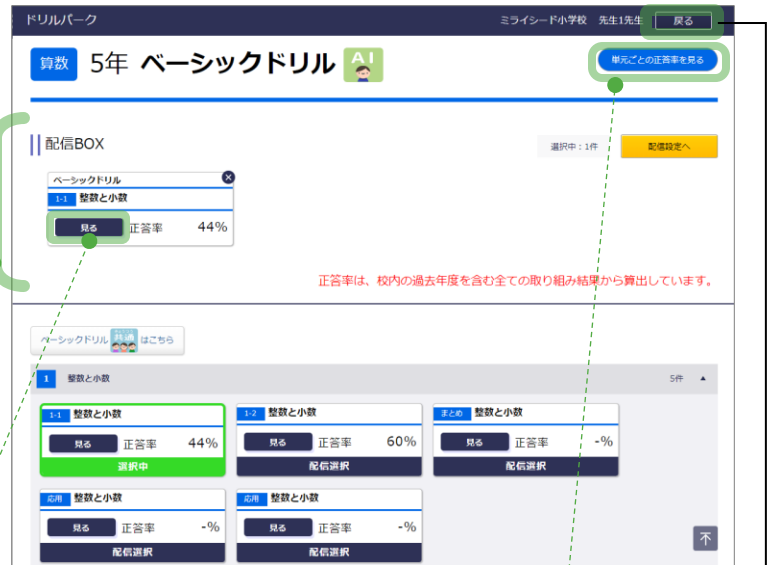 ドリルパーク
ミライシード小学校 先生1先生 戻る
算数 5年 ベーシックドリル AI
単元ごとの正答率を見る
配信BOX
選択中:1件 配信設定へ
ベーシックドリル
1-1 整数と小数
見る 正答率 44%
正答率は、校内の過去年度を含む全ての取り組み結果から算出しています。
ベーシックドリル 共通 はこちら
1 整数と小数 5件 ▲
1-1 整数と小数
見る 正答率 44%
選択中
1-2 整数と小数
見る 正答率 60%
配信選択
まとめ 整数と小数
見る 正答率 -%
配信選択
応用 整数と小数
見る 正答率 -%
配信選択
応用 整数と小数
見る 正答率 -%
配信選択